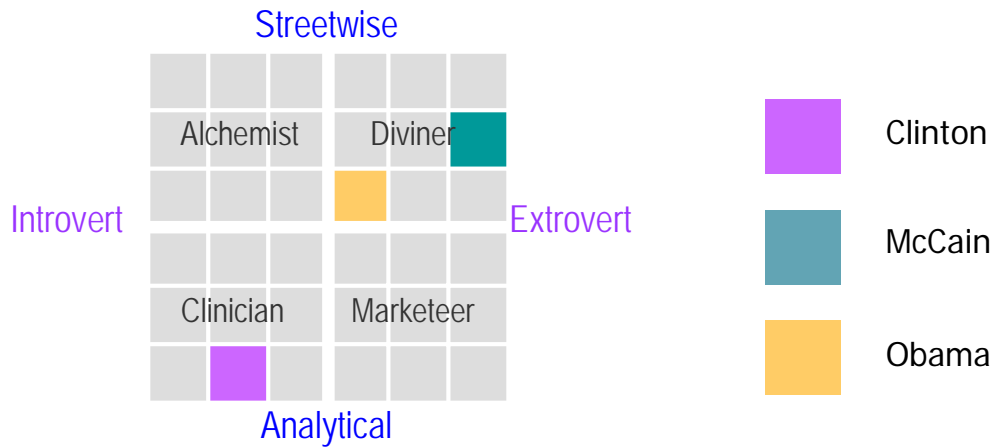 Streetwise
Alchemist
Diviner
Introvert
Extrovert
Clinician
Marketeer
Analytical
Clinton
McCain
Obama